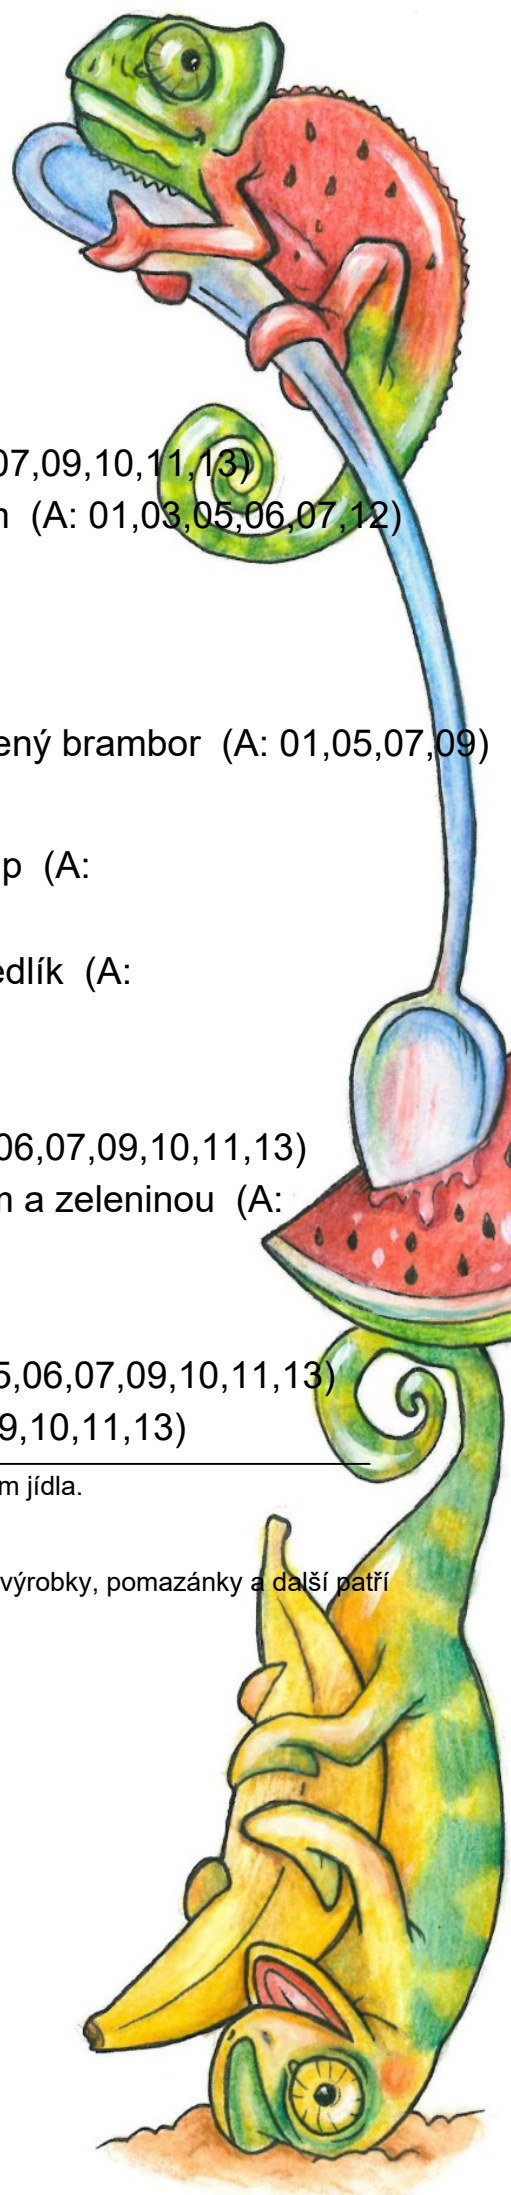 07,09,10,11,13)
(A: 01,03,05,06,07,12)
ený brambor (A: 01,05,07,09)
p (A:
edlík (A:
06,07,09,10,11,13)
m a zeleninou (A:
5,06,07,09,10,11,13)
9,10,11,13)
m jídla.
výrobky, pomazánky a další patří